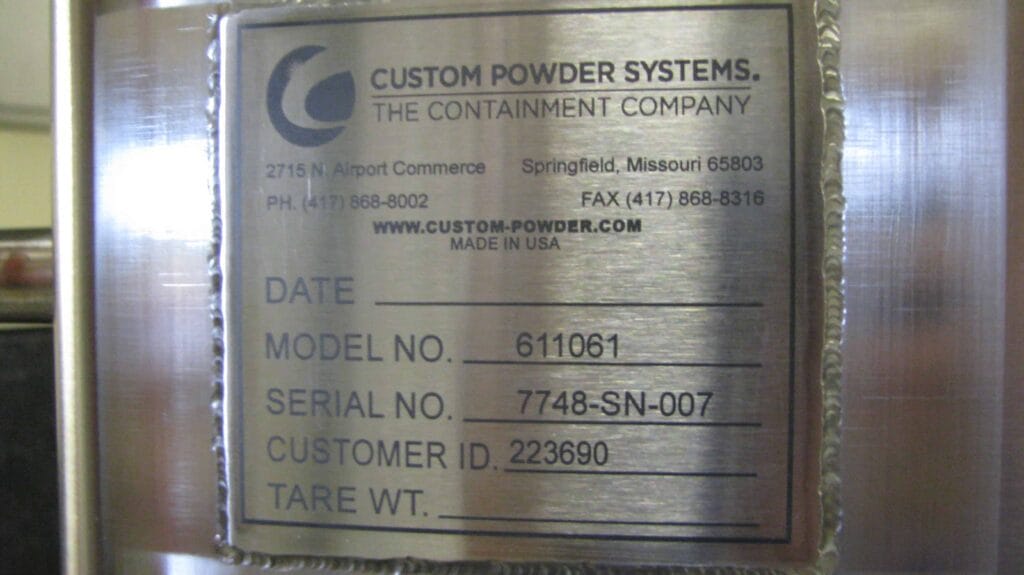 CUSTOM POWDER SYSTEMS.
THE CONTAINMENT COMPANY
2715 N. Airport Commerce Springfield, Missouri 65803
PH. (417) 868-8002 FAX (417) 868-8316
WWW.CUSTOM-POWDER.COM
MADE IN USA
DATE
MODEL NO. 611061
SERIAL NO. 7748-SN-007
CUSTOMER ID. 223690
TARE WT.